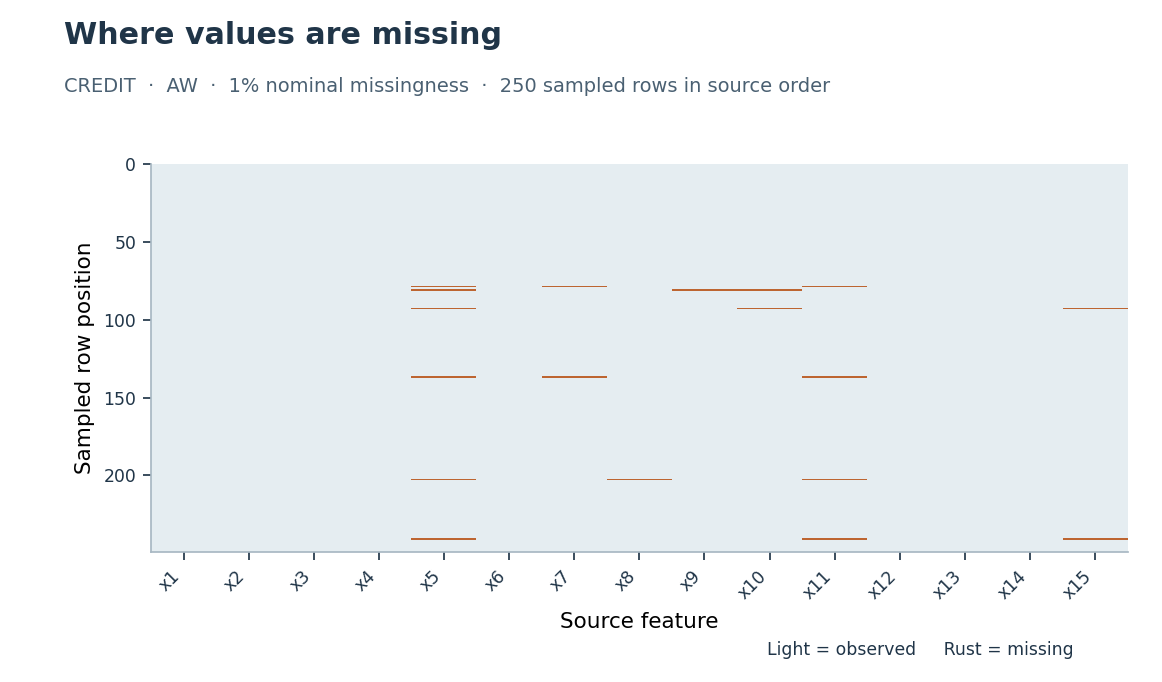 Where values are missing
CREDIT · AW · 1% nominal missingness · 250 sampled rows in source order
0
50
100
150
200
Sampled row position
x1 x2 x3 x4 x5 x6 x7 x8 x9 x10 x11 x12 x13 x14 x15
Source feature
Light = observed Rust = missing